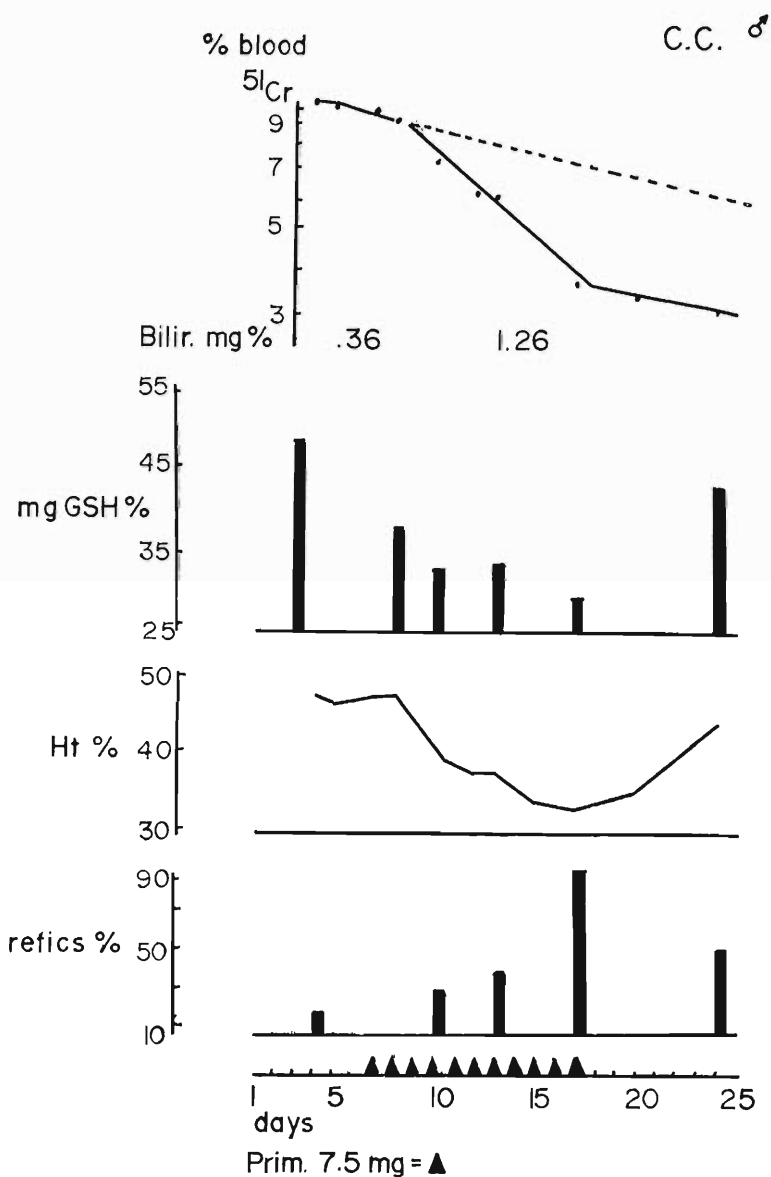 C.C. ♂
% blood
51Cr
9
7
5
3
Bilir. mg% .36 1.26
55
45
mg GSH%
35
25
50
Ht % 40
30
90
retics % 50
10
1 5 10 15 20 25
days
Prim. 7.5 mg = ▲